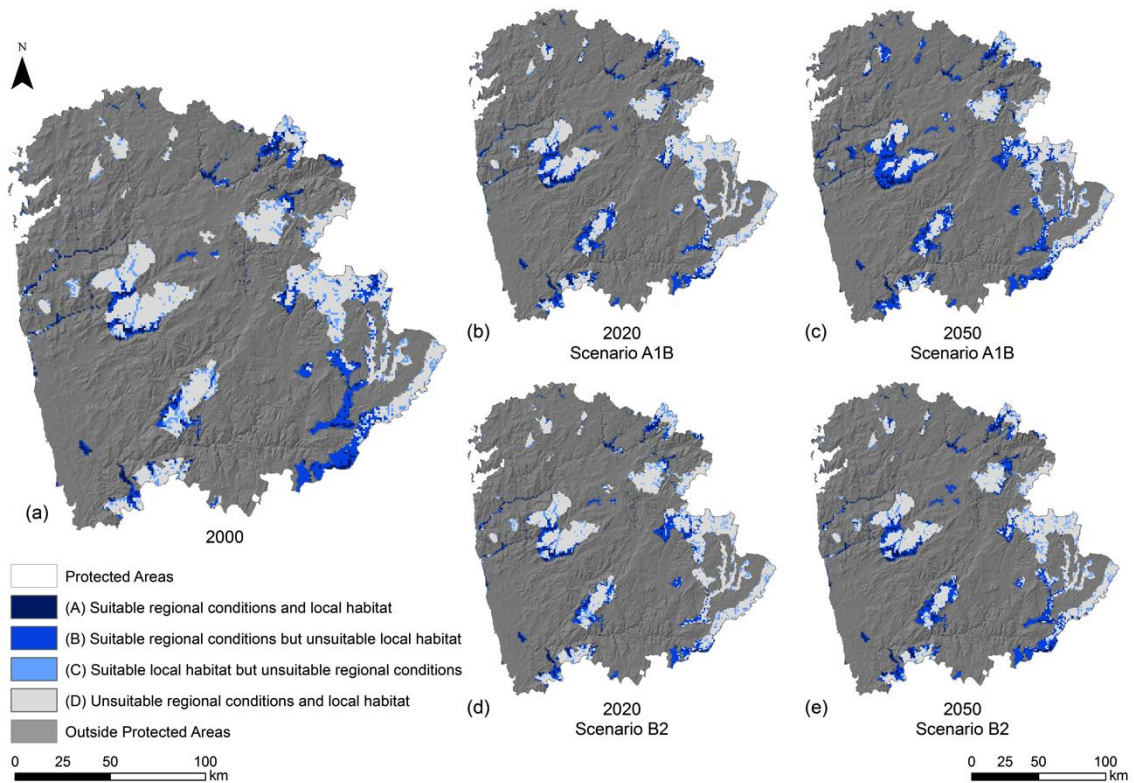 N
(a)
2000
(b)
2020
Scenario A1B
(c)
2050
Scenario A1B
(d)
2020
Scenario B2
(e)
2050
Scenario B2
Protected Areas
(A) Suitable regional conditions and local habitat
(B) Suitable regional conditions but unsuitable local habitat
(C) Suitable local habitat but unsuitable regional conditions
(D) Unsuitable regional conditions and local habitat
Outside Protected Areas
0 25 50 100
km
0 25 50 100
km